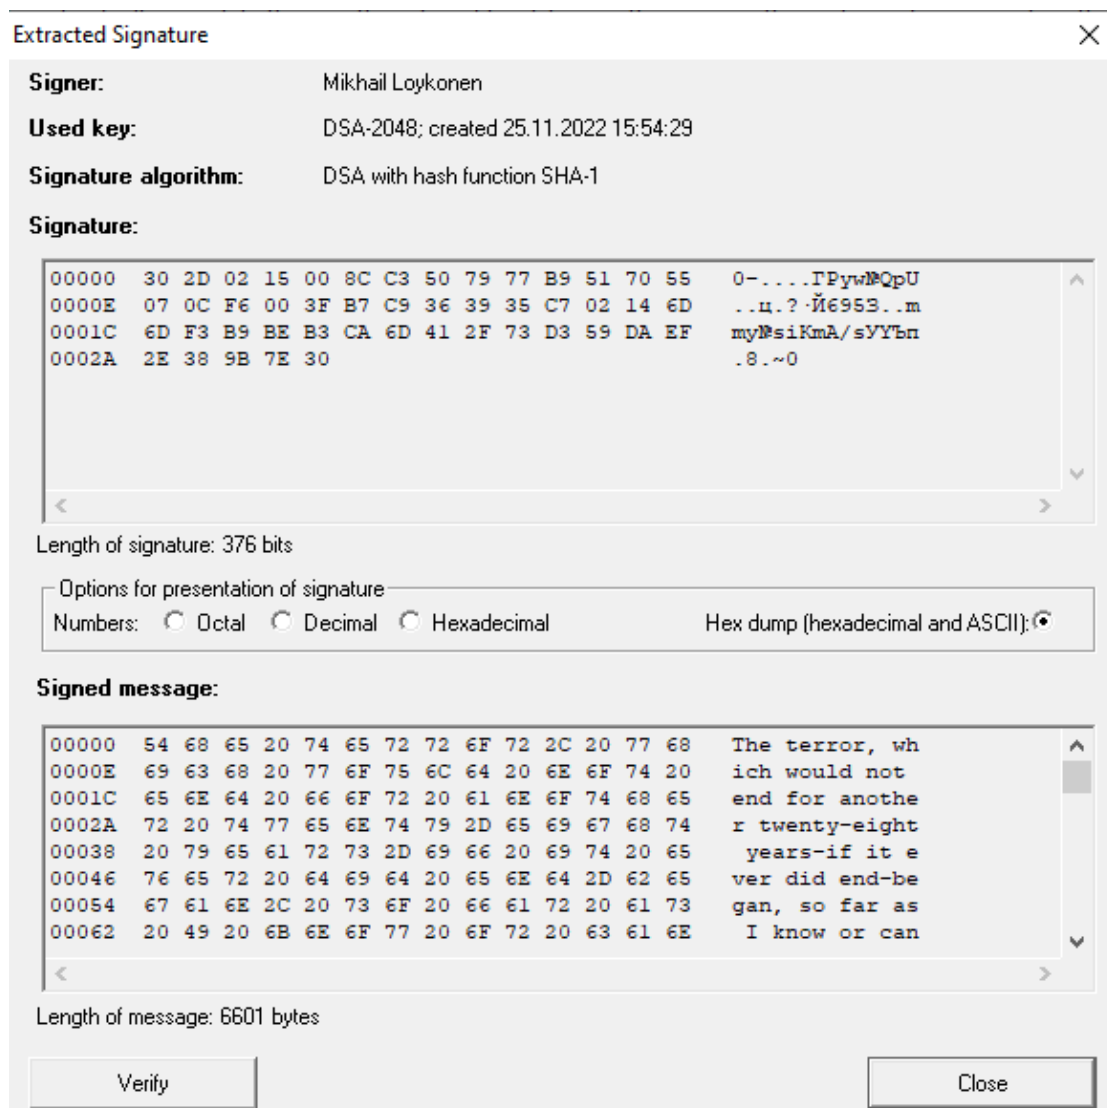 Extracted Signature
Signer: Mikhail Loykonen
Used key: DSA-2048; created 25.11.2022 15:54:29
Signature algorithm: DSA with hash function SHA-1
Signature:
00000 30 2D 02 15 00 8C C3 50 79 77 B9 51 70 55 0-....ГPyw№QpU
0000E 07 0C F6 00 3F B7 C9 36 39 35 C7 02 14 6D ..ц.?·Й695З..m
0001C 6D F3 B9 BE B3 CA 6D 41 2F 73 D3 59 DA EF mу№siКmA/sУYЪп
0002A 2E 38 9B 7E 30 .8.~0
Length of signature: 376 bits
Options for presentation of signature
Numbers: Octal Decimal Hexadecimal Hex dump (hexadecimal and ASCII):
Signed message:
00000 54 68 65 20 74 65 72 72 6F 72 2C 20 77 68 The terror, wh
0000E 69 63 68 20 77 6F 75 6C 64 20 6E 6F 74 20 ich would not
0001C 65 6E 64 20 66 6F 72 20 61 6E 6F 74 68 65 end for anothe
0002A 72 20 74 77 65 6E 74 79 2D 65 69 67 68 74 r twenty-eight
00038 20 79 65 61 72 73 2D 69 66 20 69 74 20 65 years-if it e
00046 76 65 72 20 64 69 64 20 65 6E 64 2D 62 65 ver did end-be
00054 67 61 6E 2C 20 73 6F 20 66 61 72 20 61 73 gan, so far as
00062 20 49 20 6B 6E 6F 77 20 6F 72 20 63 61 6E I know or can
Length of message: 6601 bytes
Verify Close